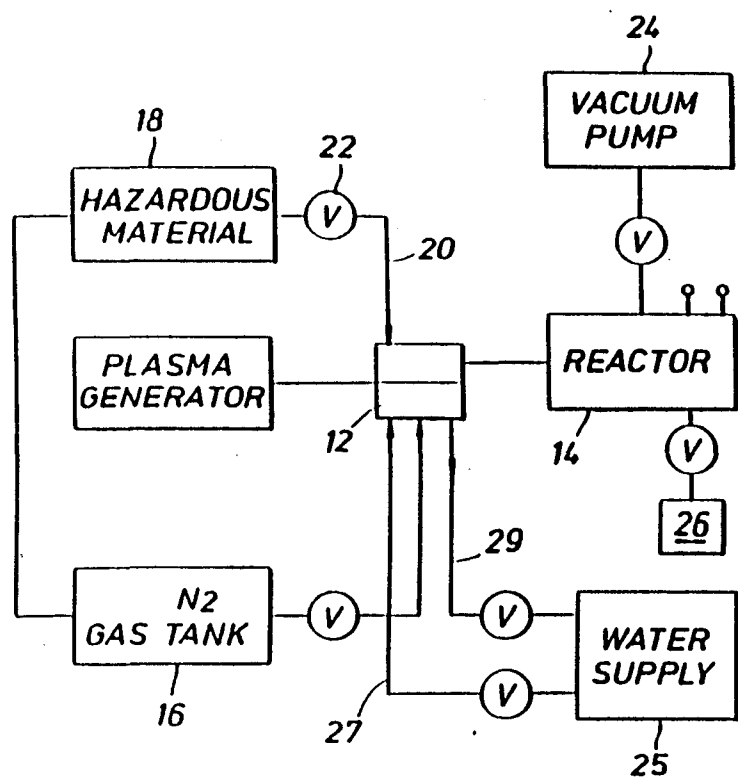 24
VACUUM
PUMP
18
22
HAZARDOUS
MATERIAL
V
20
V
PLASMA
GENERATOR
12
REACTOR
14
V
26
29
N2
GAS TANK
V
V
WATER
SUPPLY
16
27
V
25